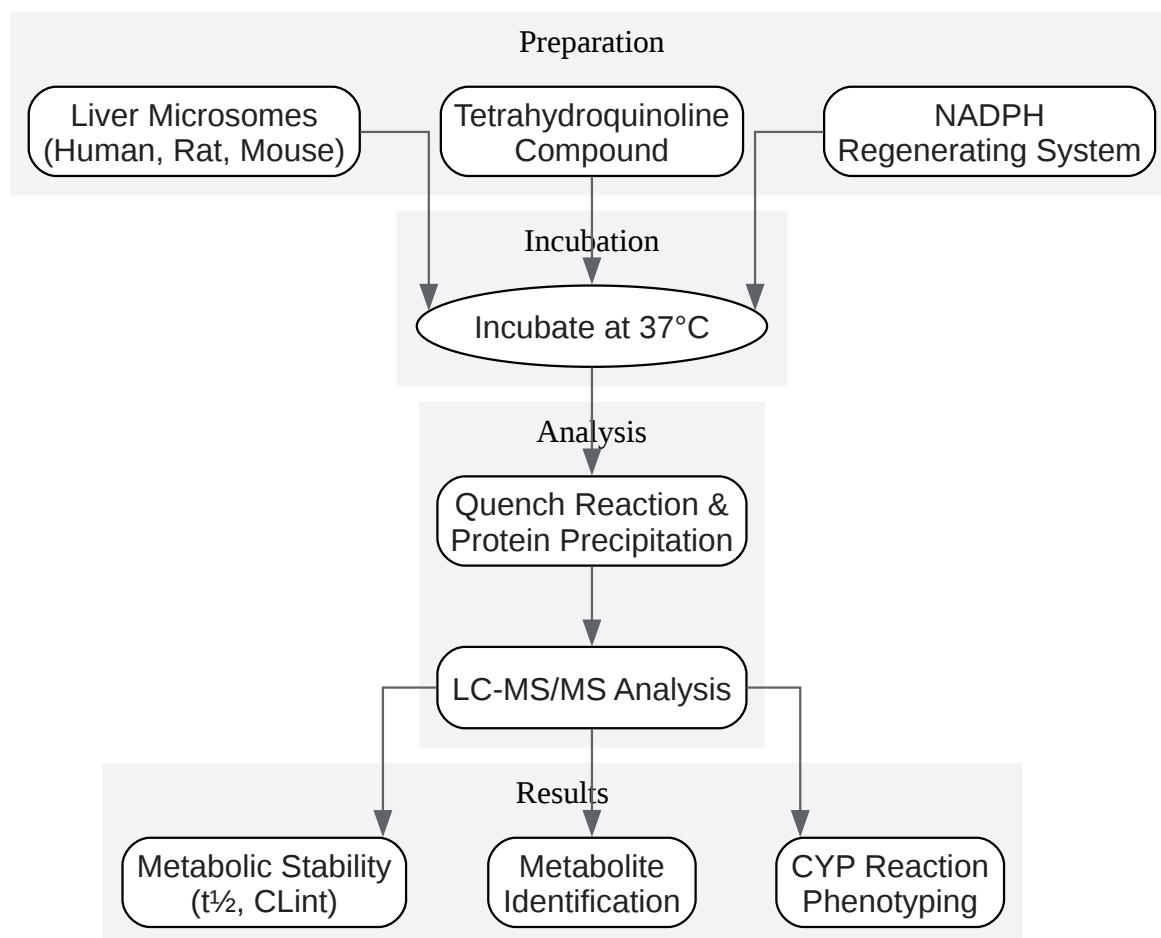 Preparation
Liver Microsomes
(Human, Rat, Mouse)
Tetrahydroquinoline
Compound
NADPH
Regenerating System
Incubation
Incubate at 37°C
Analysis
Quench Reaction &
Protein Precipitation
LC-MS/MS Analysis
Results
Metabolic Stability
(t½, CLint)
Metabolite
Identification
CYP Reaction
Phenotyping